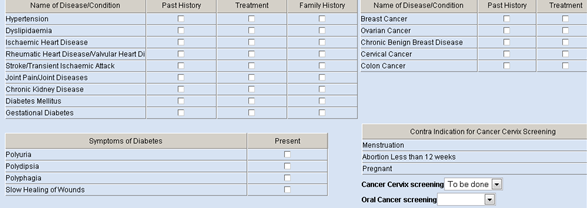 Name of Disease/Condition Past History Treatment Family History
Hypertension
Dyslipidaemia
Ischaemic Heart Disease
Rheumatic Heart Disease/Valvular Heart Di
Stroke/Transient Ischaemic Attack
Joint Pain/Joint Diseases
Chronic Kidney Disease
Diabetes Mellitus
Gestational Diabetes
Name of Disease/Condition Past History Treatment
Breast Cancer
Ovarian Cancer
Chronic Benign Breast Disease
Cervical Cancer
Colon Cancer
Symptoms of Diabetes Present
Polyuria
Polydipsia
Polyphagia
Slow Healing of Wounds
Contra Indication for Cancer Cervix Screening
Menstruation
Abortion Less than 12 weeks
Pregnant
Cancer Cervix screening To be done
Oral Cancer screening